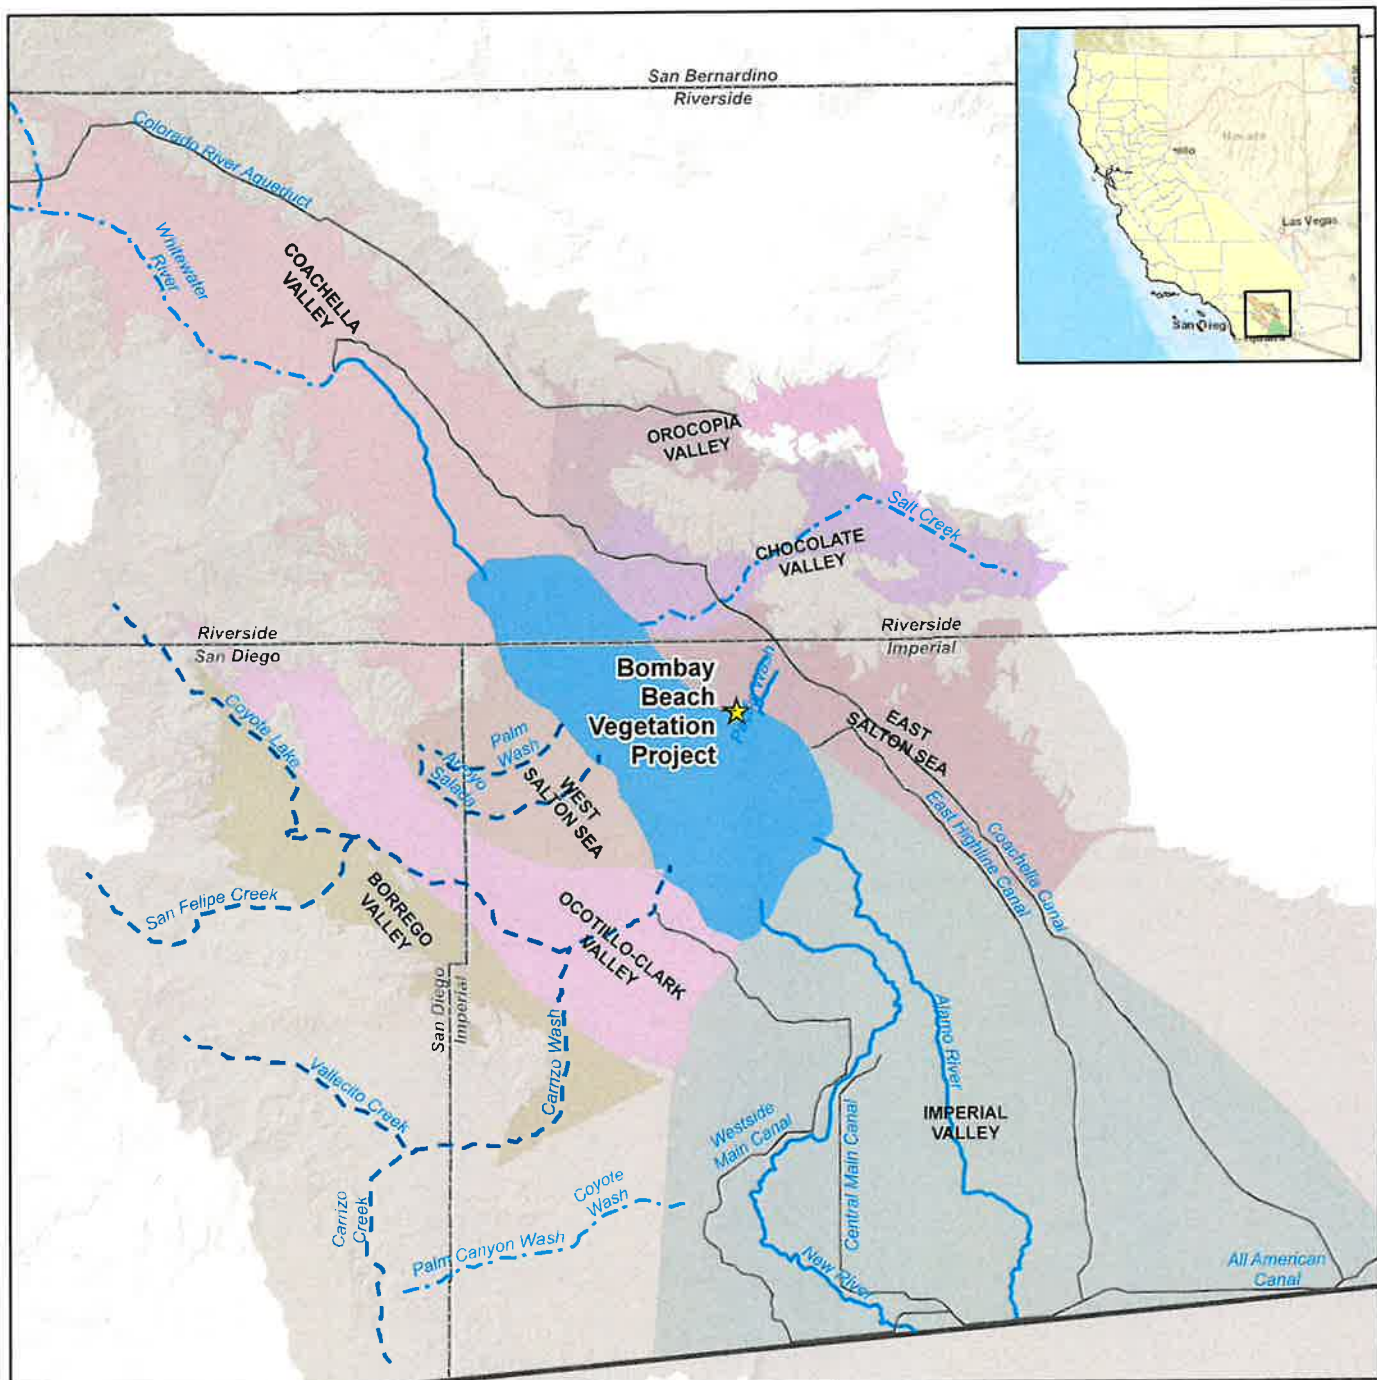 San Bernardino
Riverside
Nevada
Las Vegas
San Dieg
Colorado River Aqueduct
Whitewater
River
COACHELLA
VALLEY
OROCOPIA
VALLEY
Salt Creek
CHOCOLATE
VALLEY
Riverside
San Diego
Riverside
Imperial
Bombay
Beach
Vegetation
Project
Wash
Coyote Lake
Palm
Wash
Arroyo
Salada
WEST
SALTON SEA
EAST
SALTON SEA
East Highline Canal
Coachella Canal
San Felipe Creek
BORREGO
VALLEY
OCOTILLO-CLARK
VALLEY
San Diego
Imperial
Carrizo Wash
Alamo River
Vallecito Creek
Westside
Main Canal
Central Main Canal
IMPERIAL
VALLEY
Carrizo
Creek
Coyote
Wash
Palm Canyon Wash
New River
All American
Canal